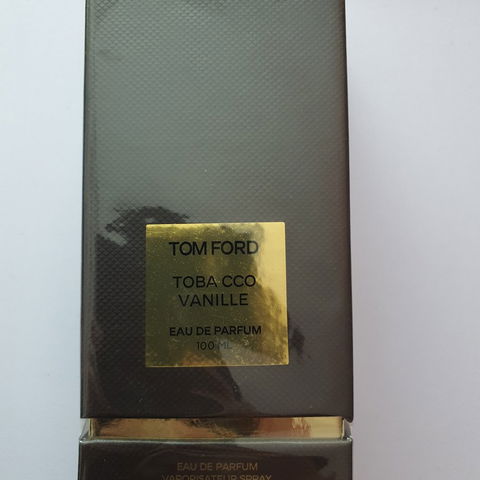 TOM FORD
TOBA CCO
VANILLE
EAU DE PARFUM
100 ML
EAU DE PARFUM
VAPORISATEUR SPRAY